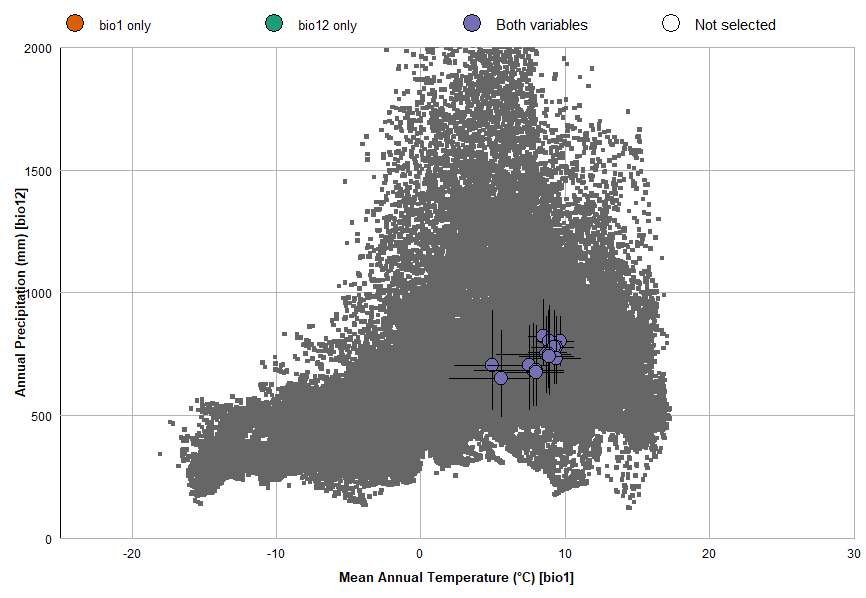 bio1 only
bio12 only
Both variables
Not selected
2000
1500
1000
500
0
Annual Precipitation (mm) [bio12]
-20
-10
0
10
20
30
Mean Annual Temperature (°C) [bio1]